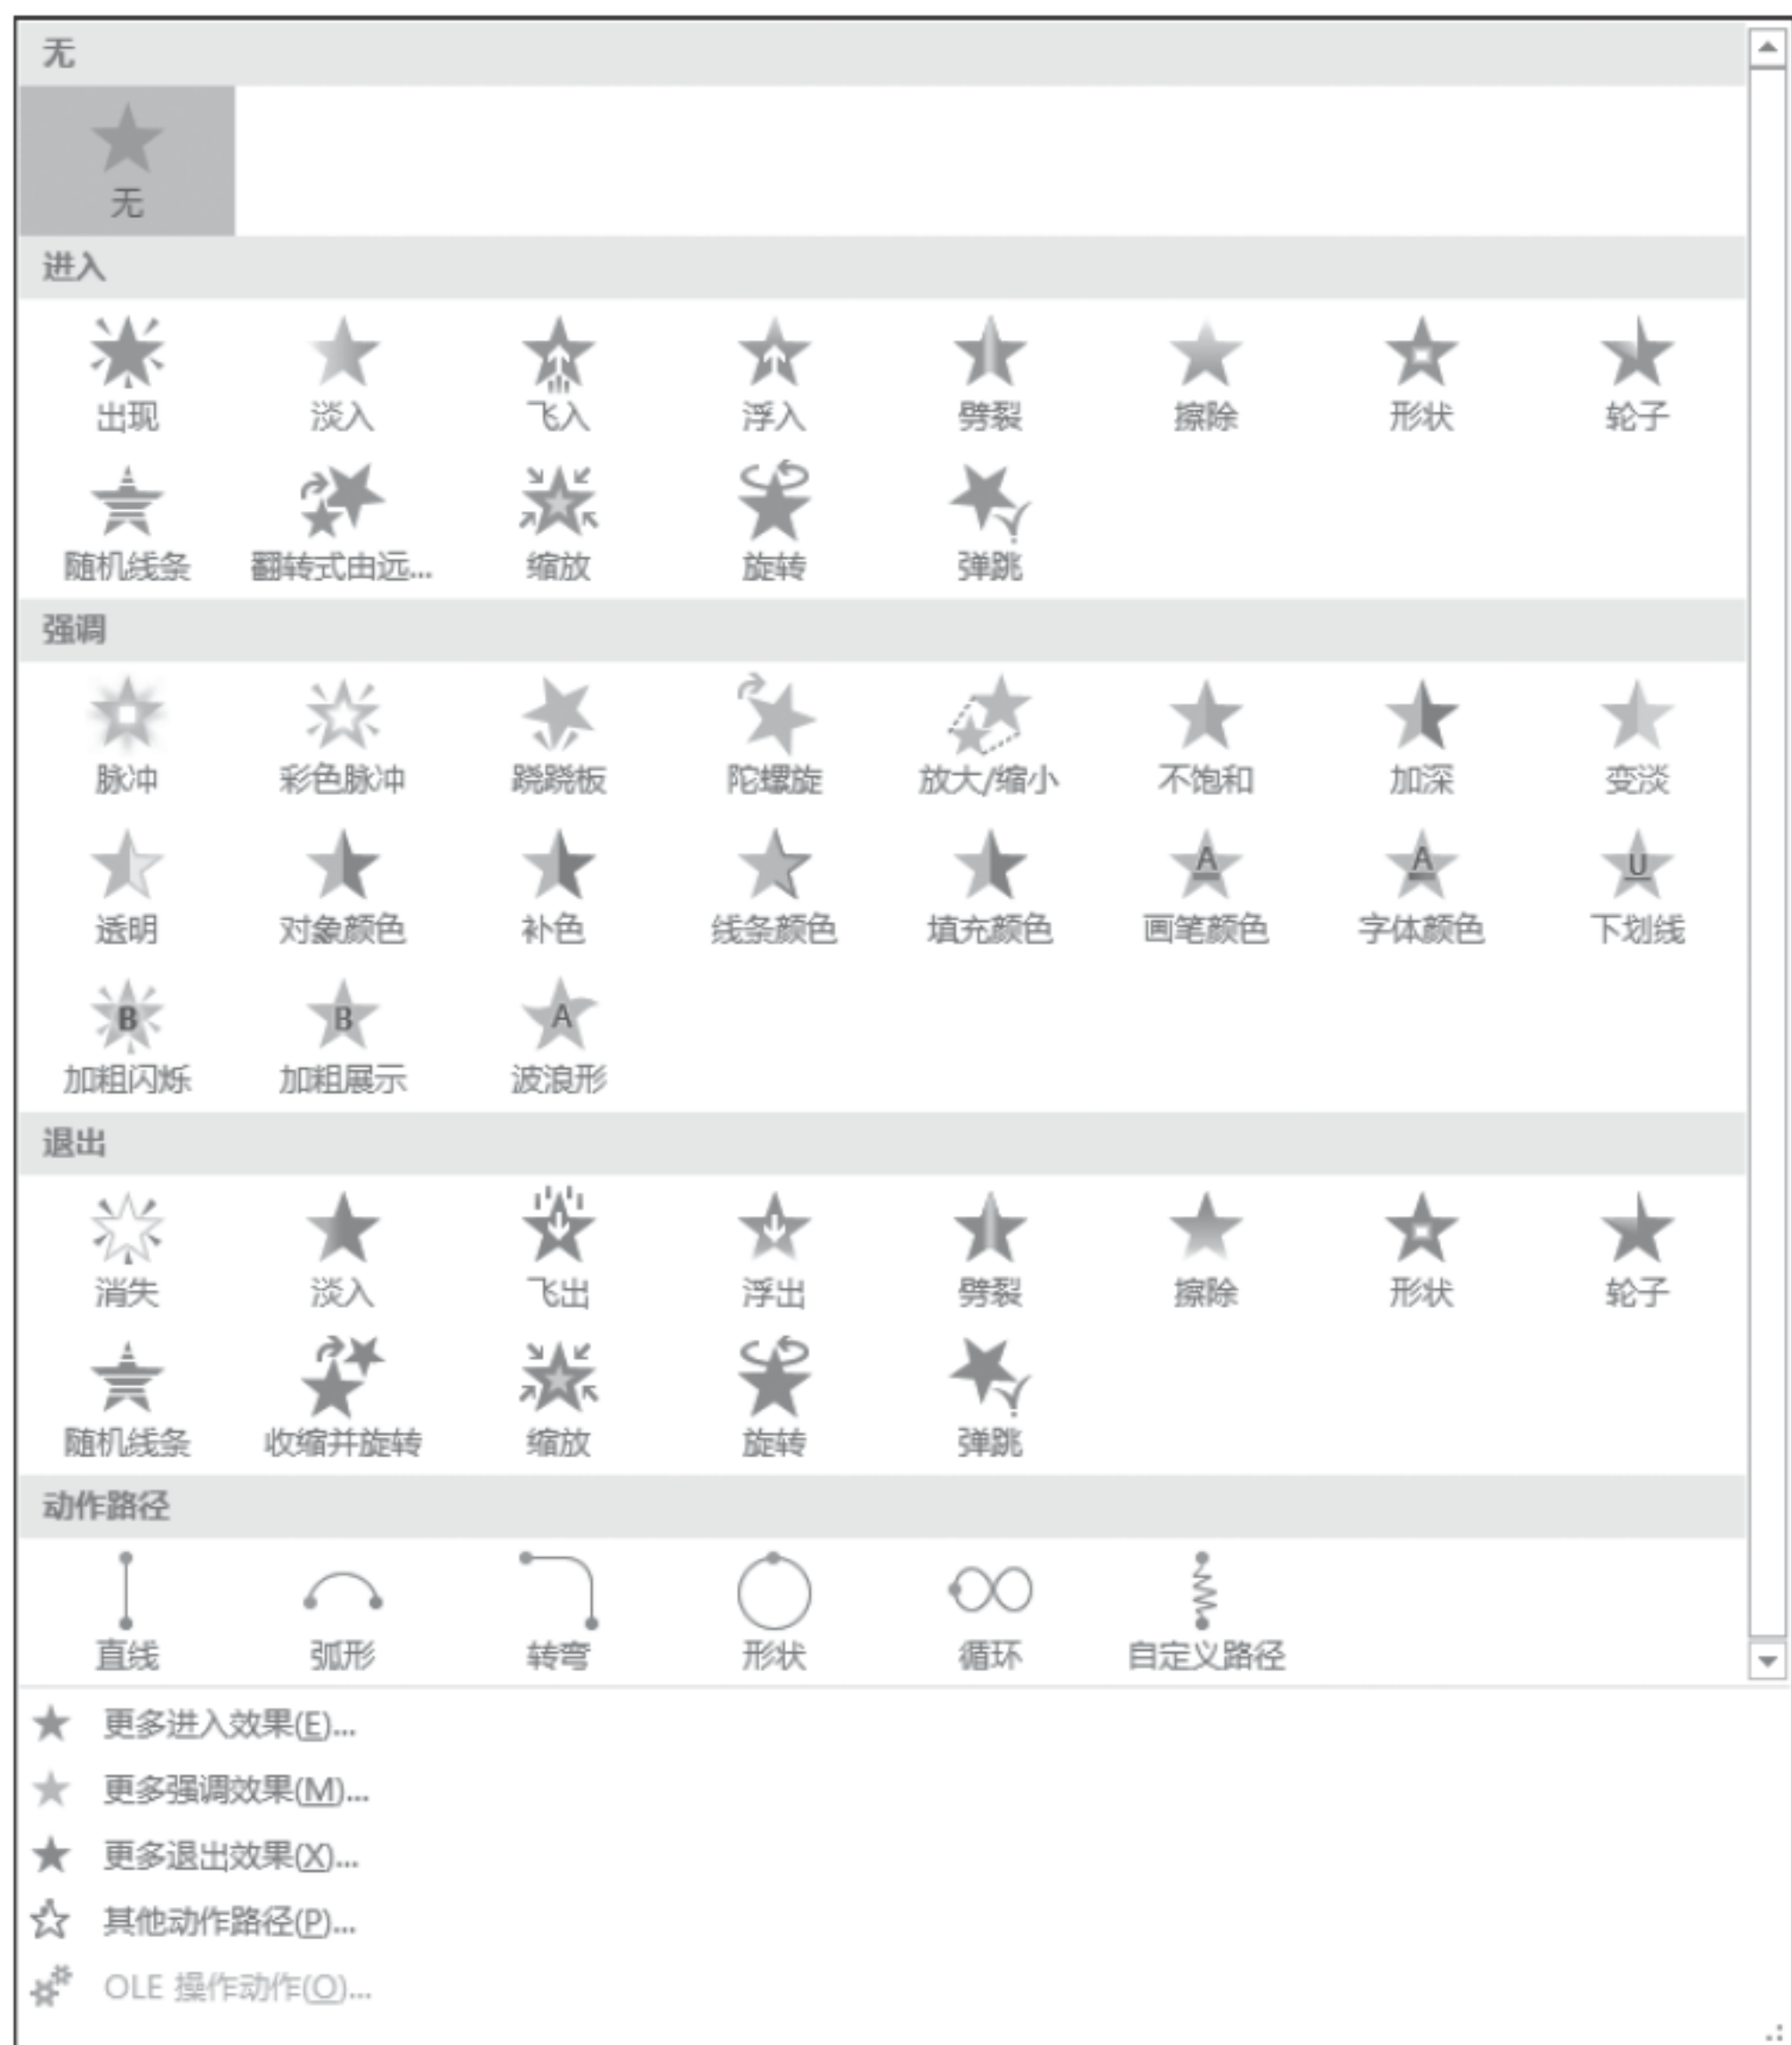 无
无
进入
出现 淡入 飞入 浮入 劈裂 擦除 形状 轮子
随机线条 翻转式由远... 缩放 旋转 弹跳
强调
脉冲 彩色脉冲 跷跷板 陀螺旋 放大/缩小 不饱和 加深 变淡
透明 对象颜色 补色 线条颜色 填充颜色 画笔颜色 字体颜色 下划线
加粗闪烁 加粗展示 波浪形
退出
消失 淡入 飞出 浮出 劈裂 擦除 形状 轮子
随机线条 收缩并旋转 缩放 旋转 弹跳
动作路径
直线 弧形 转弯 形状 循环 自定义路径
更多进入效果(E)...
更多强调效果(M)...
更多退出效果(X)...
其他动作路径(P)...
OLE 操作动作(O)...